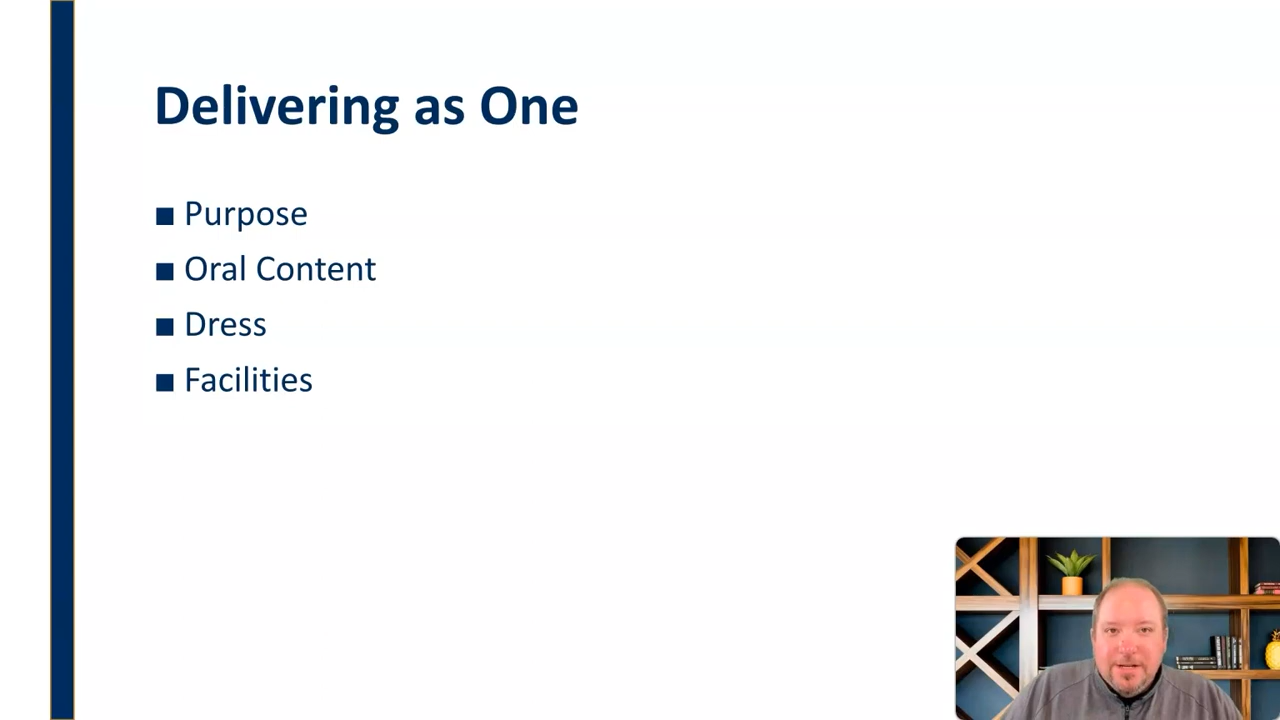 Delivering as One
■ Purpose
■ Oral Content
■ Dress
■ Facilities